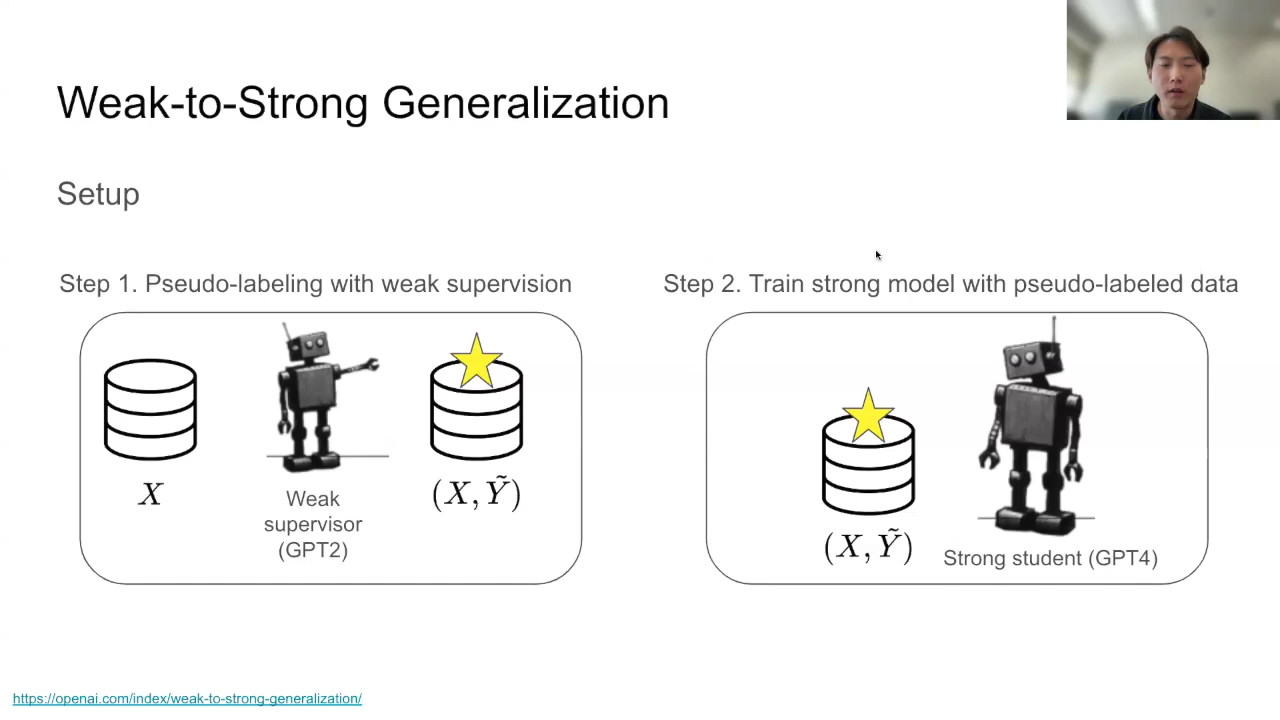 Weak-to-Strong Generalization
Setup
Step 1. Pseudo-labeling with weak supervision
X
Weak
supervisor
(GPT2)
(X, Ỹ)
Step 2. Train strong model with pseudo-labeled data
(X, Ỹ)
Strong student (GPT4)
https://openai.com/index/weak-to-strong-generalization/